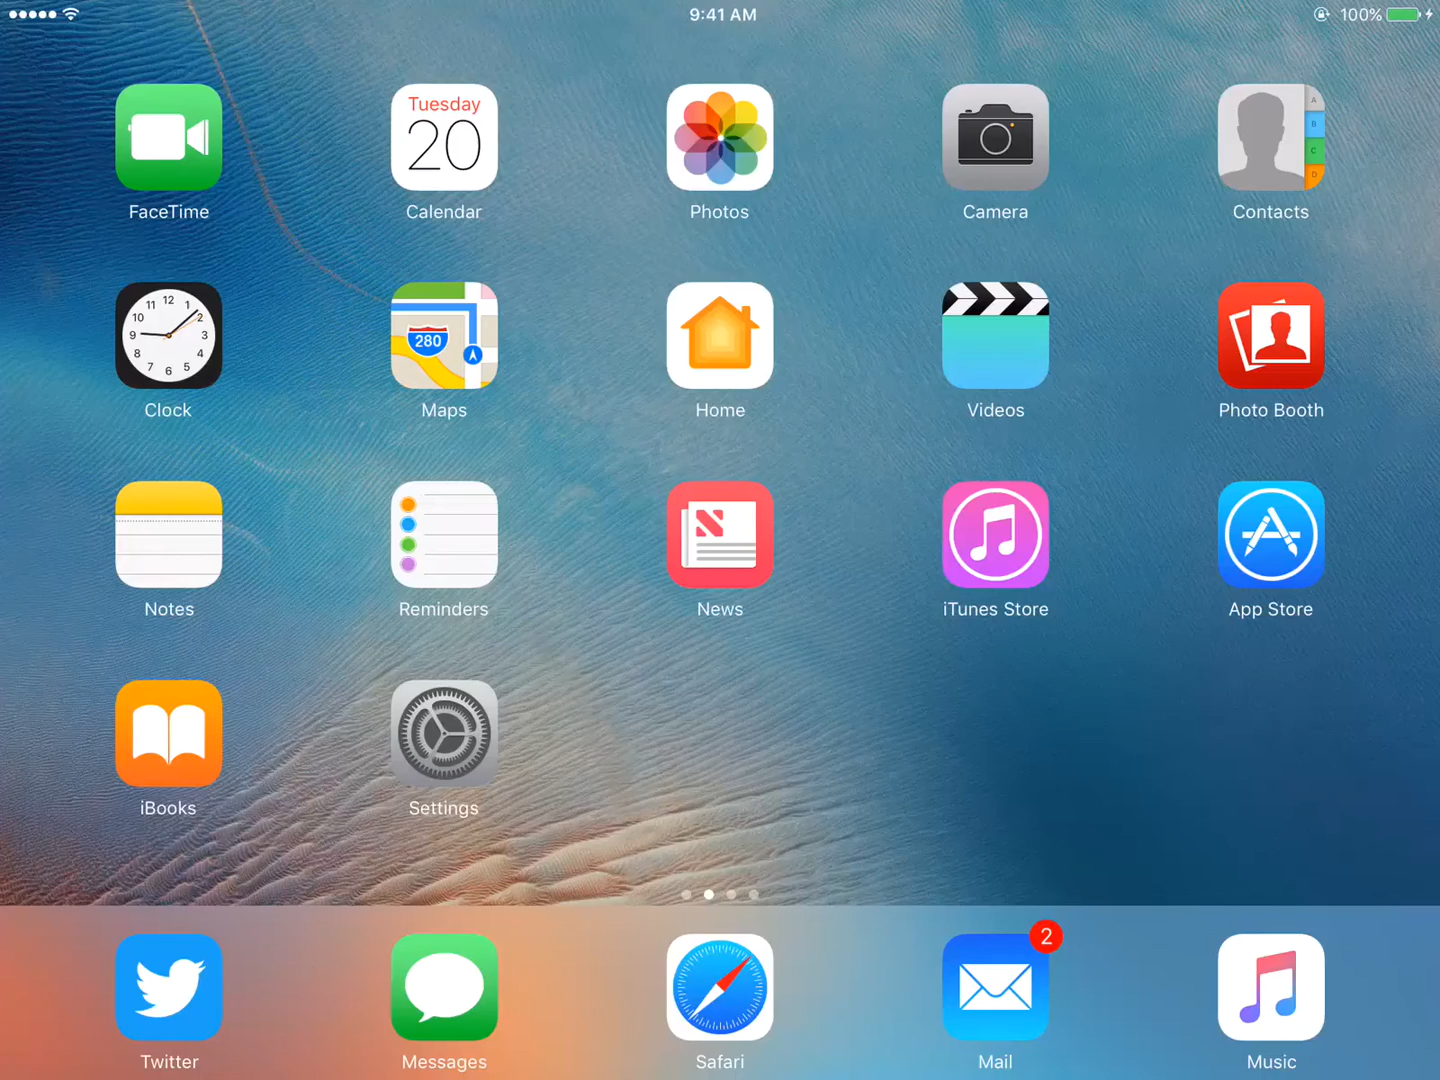 9:41 AM
100%
Tuesday
20
A
B
C
D
FaceTime
Calendar
Photos
Camera
Contacts
12
11 1
10 2
9 3
8 4
7 5
6
280
Clock
Maps
Home
Videos
Photo Booth
Notes
Reminders
News
iTunes Store
App Store
iBooks
Settings
2
Twitter
Messages
Safari
Mail
Music